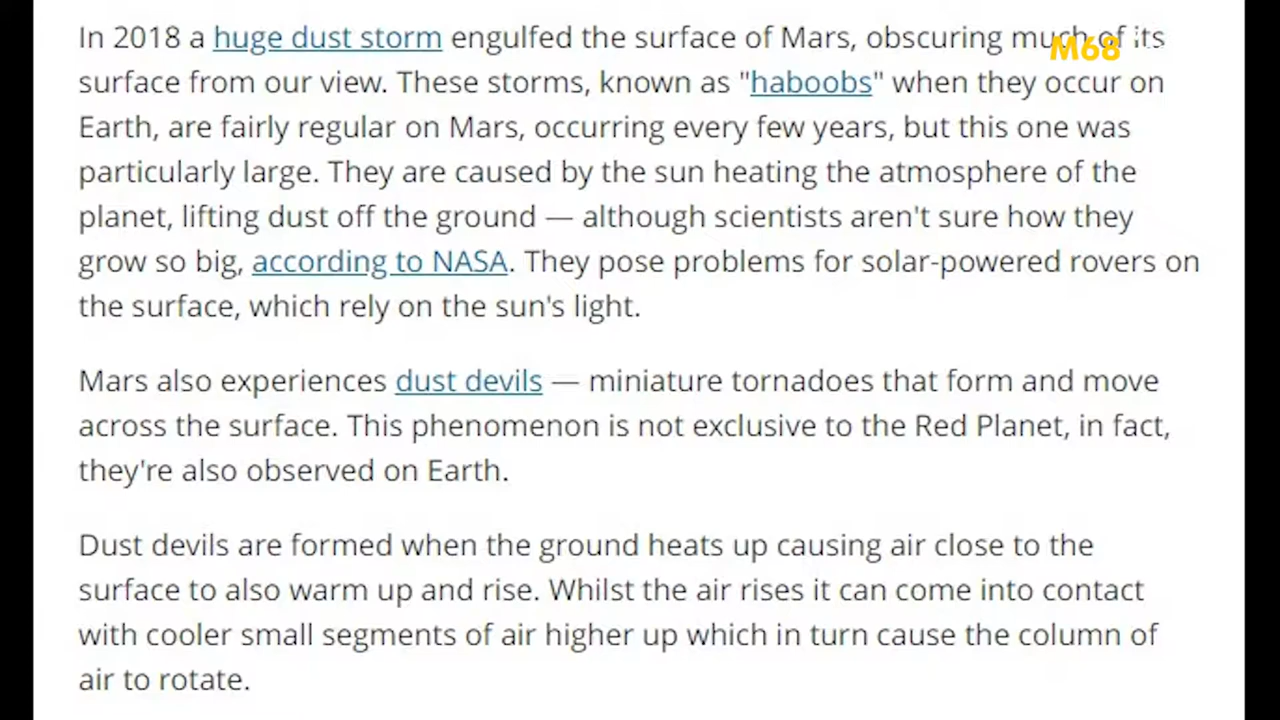 In 2018 a huge dust storm engulfed the surface of Mars, obscuring much of its
M68
surface from our view. These storms, known as "haboobs" when they occur on
Earth, are fairly regular on Mars, occurring every few years, but this one was
particularly large. They are caused by the sun heating the atmosphere of the
planet, lifting dust off the ground — although scientists aren't sure how they
grow so big, according to NASA. They pose problems for solar-powered rovers on
the surface, which rely on the sun's light.
Mars also experiences dust devils — miniature tornadoes that form and move
across the surface. This phenomenon is not exclusive to the Red Planet, in fact,
they're also observed on Earth.
Dust devils are formed when the ground heats up causing air close to the
surface to also warm up and rise. Whilst the air rises it can come into contact
with cooler small segments of air higher up which in turn cause the column of
air to rotate.